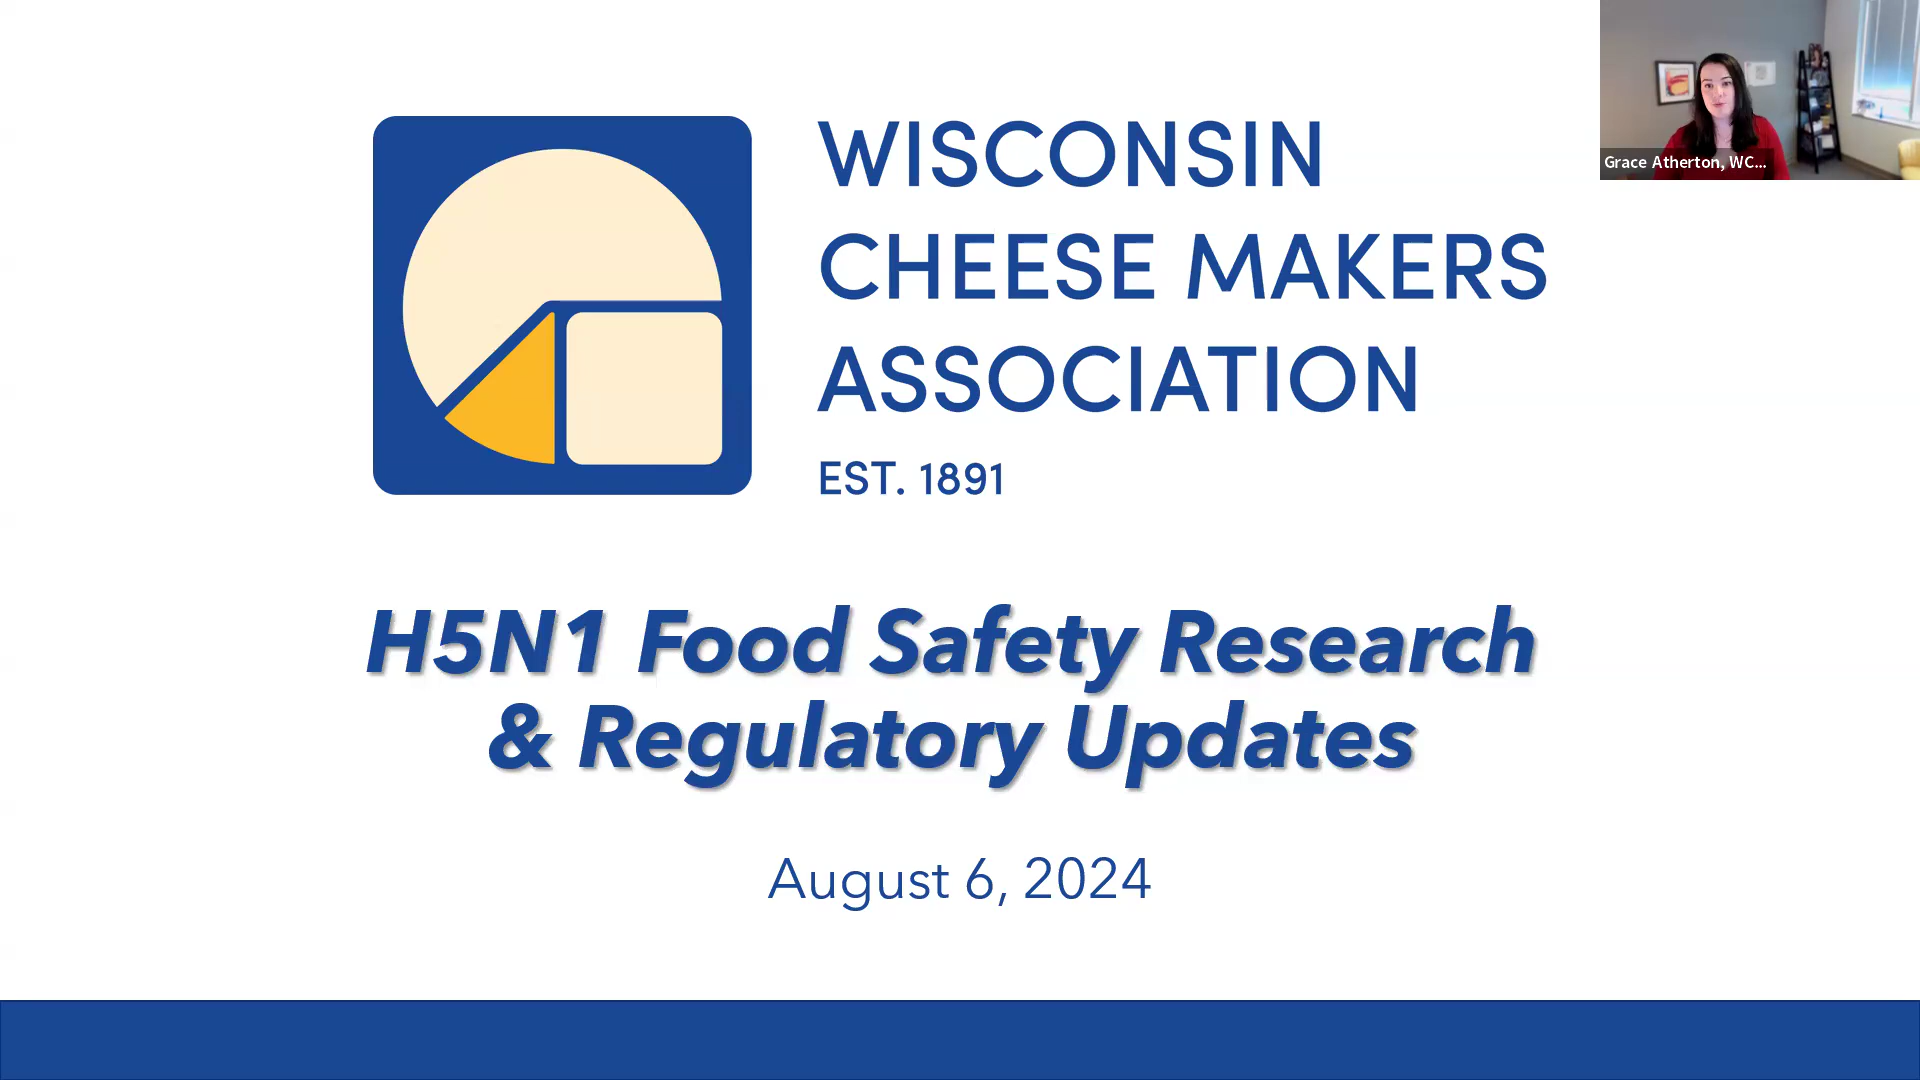 WISCONSIN
CHEESE MAKERS
ASSOCIATION
EST. 1891
Grace Atherton, WC...
H5N1 Food Safety Research
& Regulatory Updates
August 6, 2024